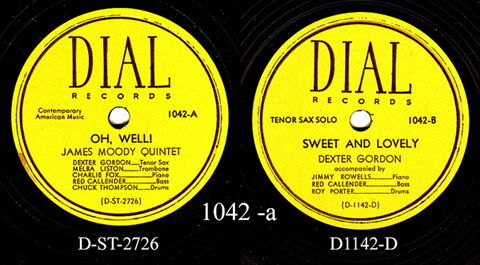 DIAL
RECORDS
Contemporary
American Music
1042-A
OH, WELL!
JAMES MOODY QUINTET
DEXTER GORDON....Tenor Sax
MELBA LISTON....Trombone
CHARLIE FOX....Piano
RED CALLENDER....Bass
CHUCK THOMPSON....Drums
(D-ST-2726)
D-ST-2726
1042 -a
DIAL
RECORDS
TENOR SAX SOLO
1042-B
SWEET AND LOVELY
DEXTER GORDON
accompanied by
JIMMY ROWELLS....Piano
RED CALLENDER....Bass
ROY PORTER....Drums
(D-1142-D)
D1142-D